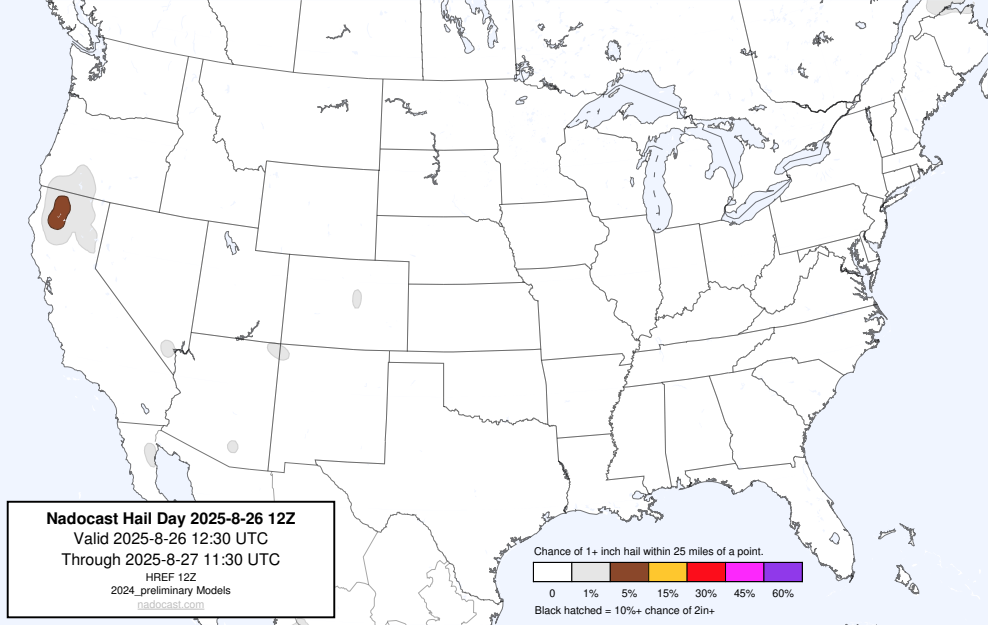 Nadocast Hail Day 2025-8-26 12Z
Valid 2025-8-26 12:30 UTC
Through 2025-8-27 11:30 UTC
HREF 12Z
2024_preliminary Models
nadocast.com
Chance of 1+ inch hail within 25 miles of a point.
0 1% 5% 15% 30% 45% 60%
Black hatched = 10%+ chance of 2in+